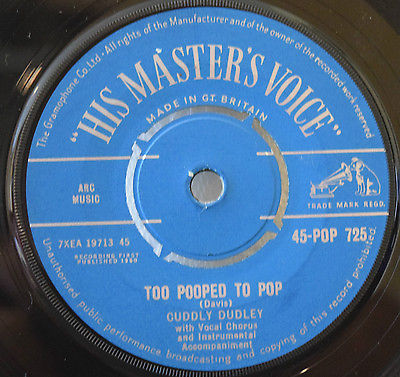 The Gramophone Co. Ltd.- All rights of the manufacturer and of the owner of the recorded work reserved
"HIS MASTER'S VOICE"
MADE IN GT. BRITAIN
ARC
MUSIC
TRADE MARK REGD.
7XEA 19713 45
45-POP 725
RECORDING FIRST
PUBLISHED 1960
TOO POOPED TO POP
(Davis)
CUDDLY DUDLEY
with Vocal Chorus
and Instrumental
Accompaniment
Unauthorised public performance broadcasting and copying of this record prohibited.